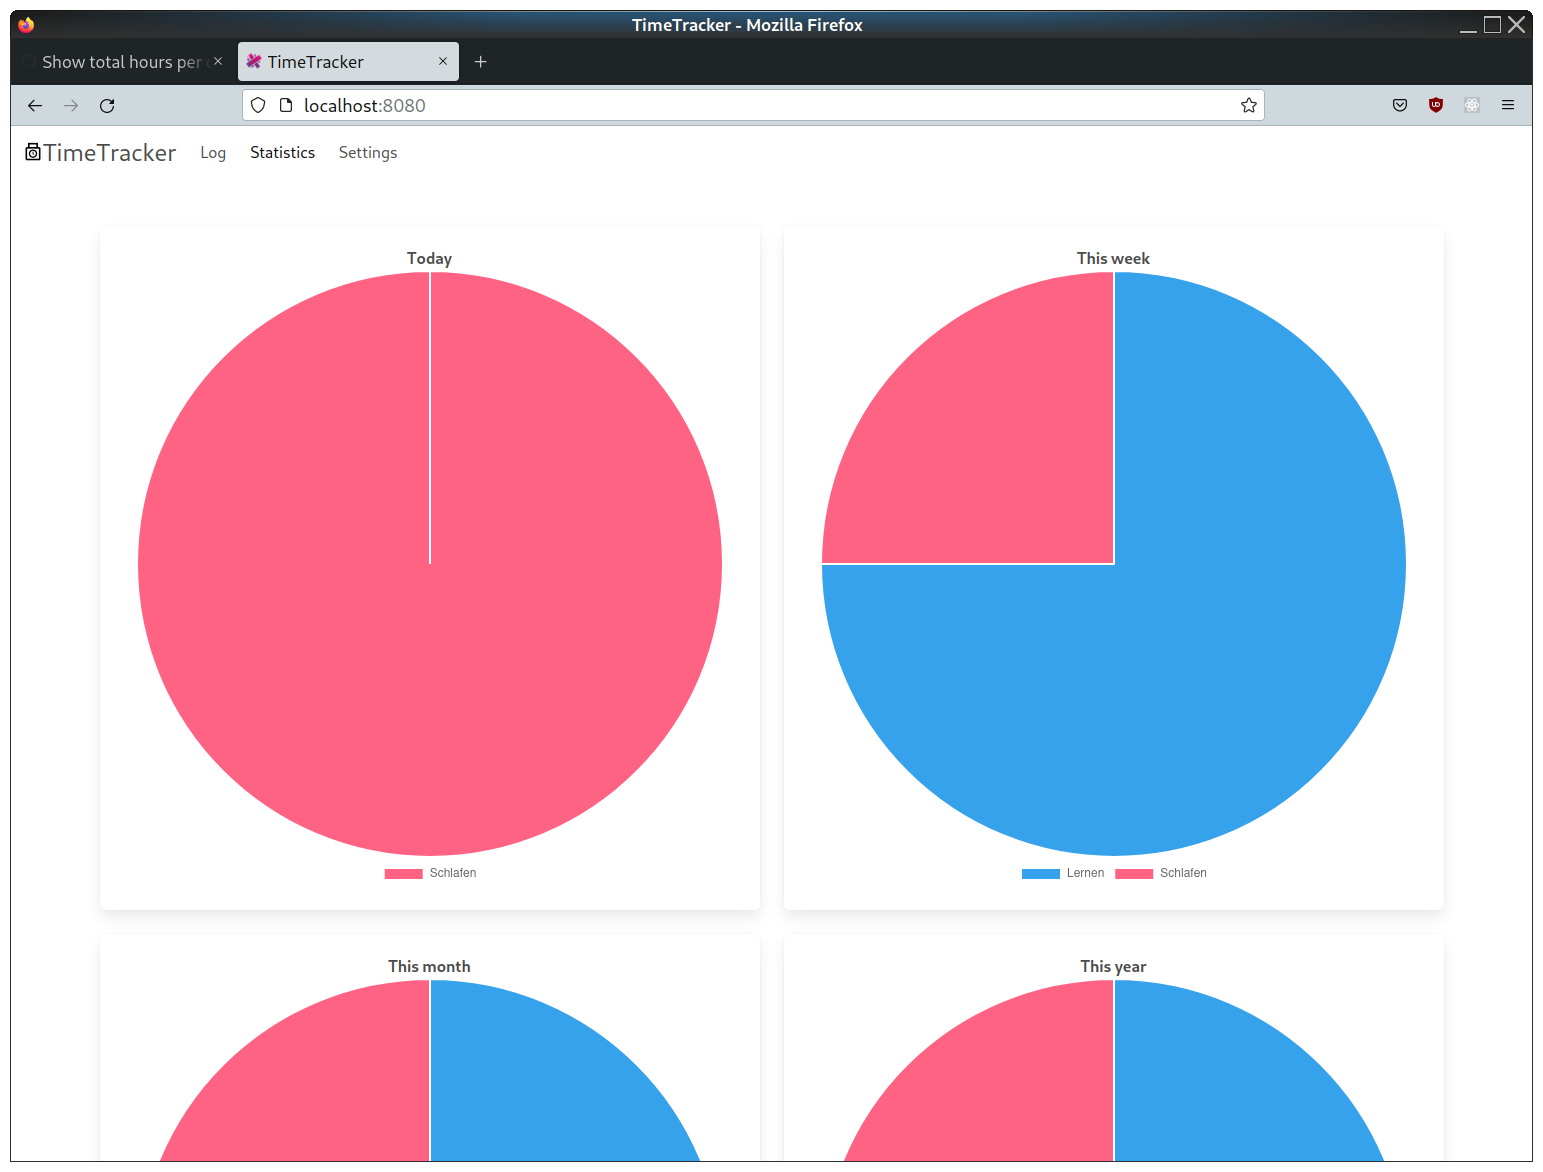 TimeTracker - Mozilla Firefox
Show total hours per
TimeTracker
localhost:8080
TimeTracker Log Statistics Settings
Today
Schlafen
This week
Lernen Schlafen
This month
This year